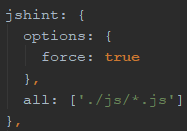 jshint: {
  options: {
    force: true
  },
  all: ['./js/*.js']
},